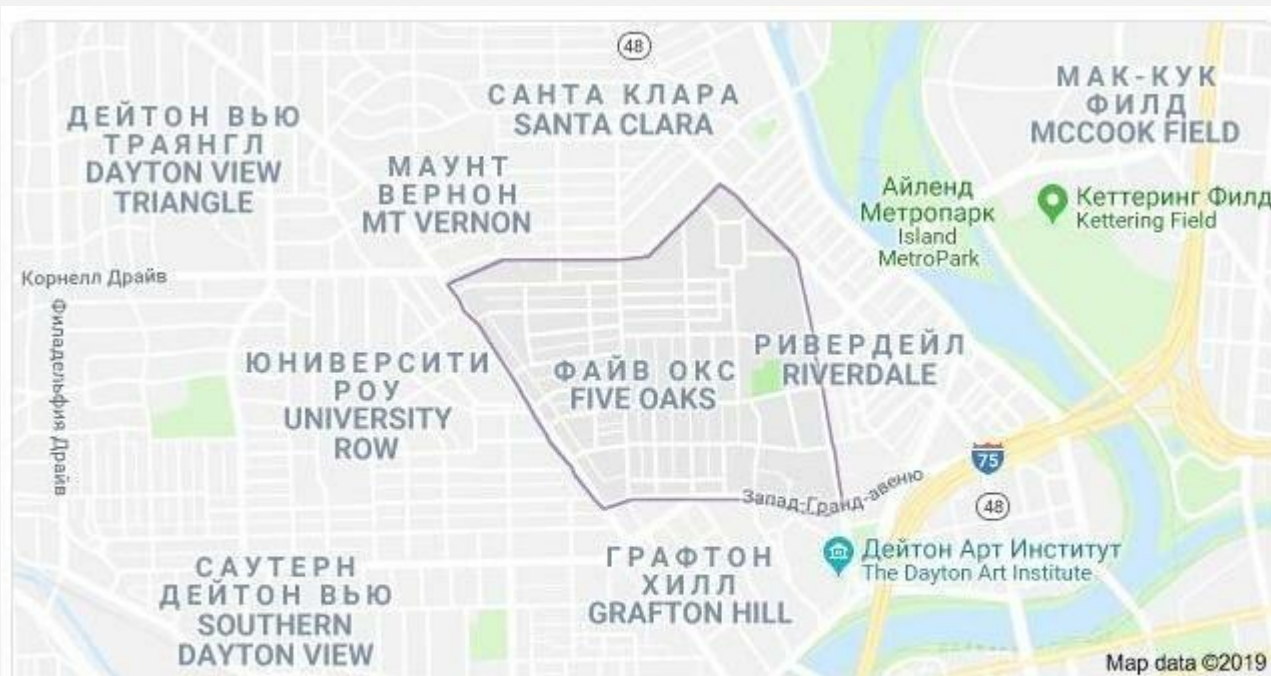 48
САНТА КЛАРА
SANTA CLARA
МАК-КУК
ФИЛД
MCCOOK FIELD
ДЕЙТОН ВЬЮ
ТРАЯНГЛ
DAYTON VIEW
TRIANGLE
МАУНТ
ВЕРНОН
MT VERNON
Айленд
Метропарк
Island
MetroPark
Кеттеринг Филд
Kettering Field
Корнелл Драйв
Филадельфия Драйв
ЮНИВЕРСИТИ
РОУ
UNIVERSITY
ROW
ФАЙВ ОКС
FIVE OAKS
РИВЕРДЕЙЛ
RIVERDALE
75
Запад-Гранд-авеню
48
САУТЕРН
ДЕЙТОН ВЬЮ
SOUTHERN
DAYTON VIEW
ГРАФТОН
ХИЛЛ
GRAFTON HILL
Дейтон Арт Институт
The Dayton Art Institute
Map data ©2019